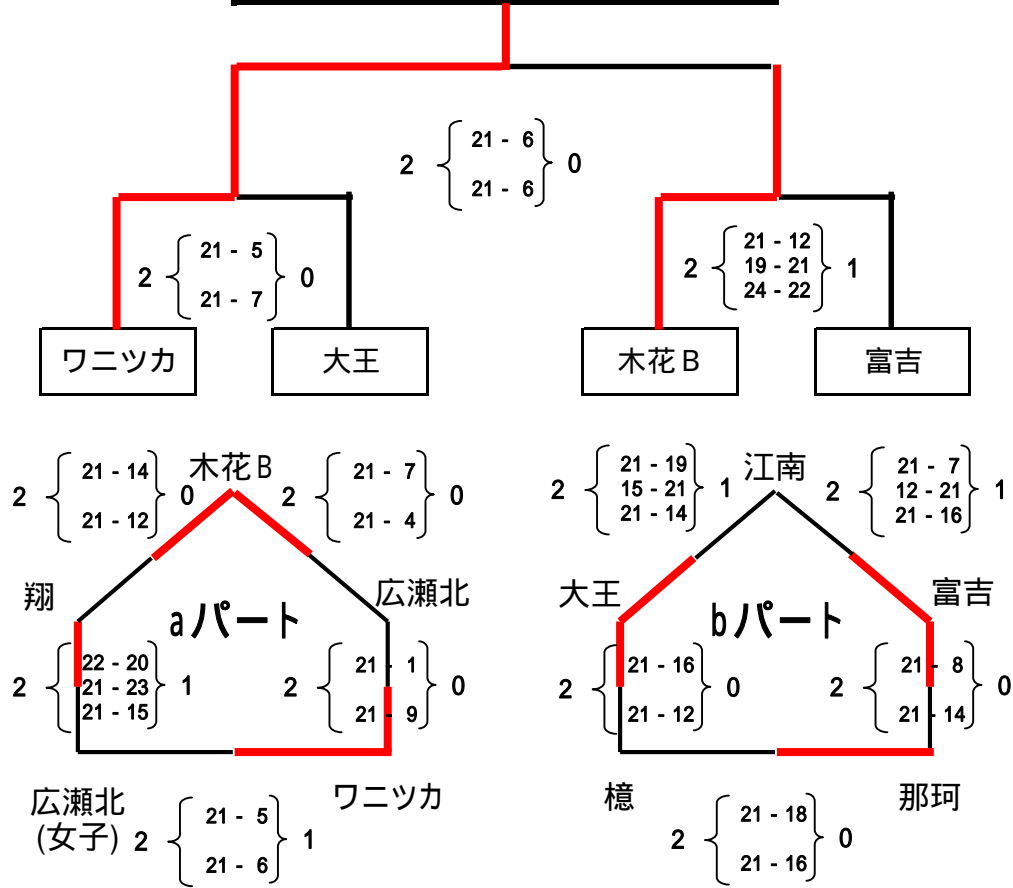 21 - 6
2 0
21 - 6
21 - 5
2 0
21 - 7
21 - 12
2 19 - 21 1
24 - 22
ワニツカ 大王 木花B 富吉
木花B
21 - 14
2 0
21 - 12
21 - 7
2 0
21 - 4
江南
21 - 19
2 15 - 21 1
21 - 14
21 - 7
2 12 - 21 1
21 - 16
翔 広瀬北 大王 富吉
aパート bパート
22 - 20
2 21 - 23 1
21 - 15
21 - 1
2 0
21 - 9
21 - 16
2 0
21 - 12
21 - 8
2 0
21 - 14
広瀬北
(女子)
ワニツカ
檍 那珂
21 - 5
2 1
21 - 6
21 - 18
2 0
21 - 16